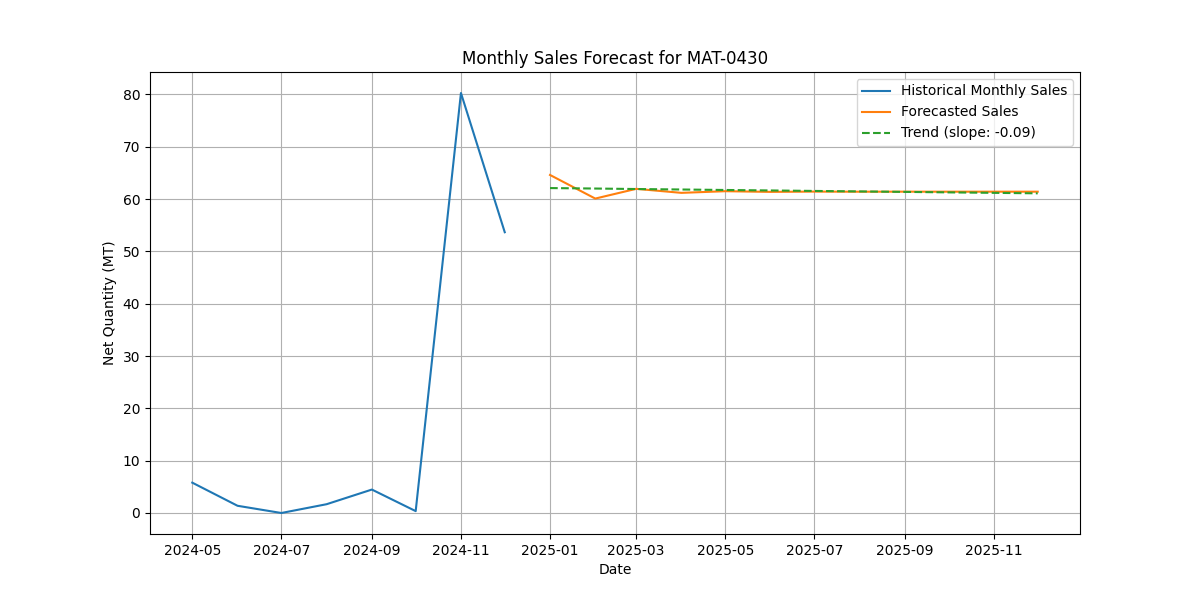 Monthly Sales Forecast for MAT-0430
Historical Monthly Sales
Forecasted Sales
Trend (slope: -0.09)
Net Quantity (MT)
80
70
60
50
40
30
20
10
0
2024-05 2024-07 2024-09 2024-11 2025-01 2025-03 2025-05 2025-07 2025-09 2025-11
Date